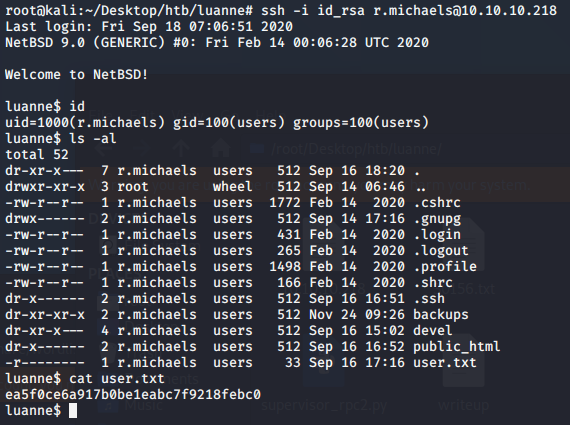 root@kali:~/Desktop/htb/luanne# ssh -i id_rsa r.michaels@10.10.10.218
Last login: Fri Sep 18 07:06:51 2020
NetBSD 9.0 (GENERIC) #0: Fri Feb 14 00:06:28 UTC 2020

Welcome to NetBSD!

luanne$ id
uid=1000(r.michaels) gid=100(users) groups=100(users)
luanne$ ls -al
total 52
dr-xr-x---  7 r.michaels  users   512 Sep 16 18:20 .
drwxr-xr-x  3 root        wheel   512 Sep 14 06:46 ..
-rw-r--r--  1 r.michaels  users  1772 Feb 14  2020 .cshrc
drwx------  2 r.michaels  users   512 Sep 14 17:16 .gnupg
-rw-r--r--  1 r.michaels  users   431 Feb 14  2020 .login
-rw-r--r--  1 r.michaels  users   265 Feb 14  2020 .logout
-rw-r--r--  1 r.michaels  users  1498 Feb 14  2020 .profile
-rw-r--r--  1 r.michaels  users   166 Feb 14  2020 .shrc
dr-x------  2 r.michaels  users   512 Sep 16 16:51 .ssh
dr-xr-xr-x  2 r.michaels  users   512 Nov 24 09:26 backups
dr-xr-x---  4 r.michaels  users   512 Sep 16 15:02 devel
dr-x------  2 r.michaels  users   512 Sep 16 16:52 public_html
-r--------  1 r.michaels  users    33 Sep 16 17:16 user.txt
luanne$ cat user.txt
ea5f0ce6a917b0be1eabc7f9218febc0
luanne$
/root/Desktop/htb/luanne/
supervisor_rpc2.py
writeup